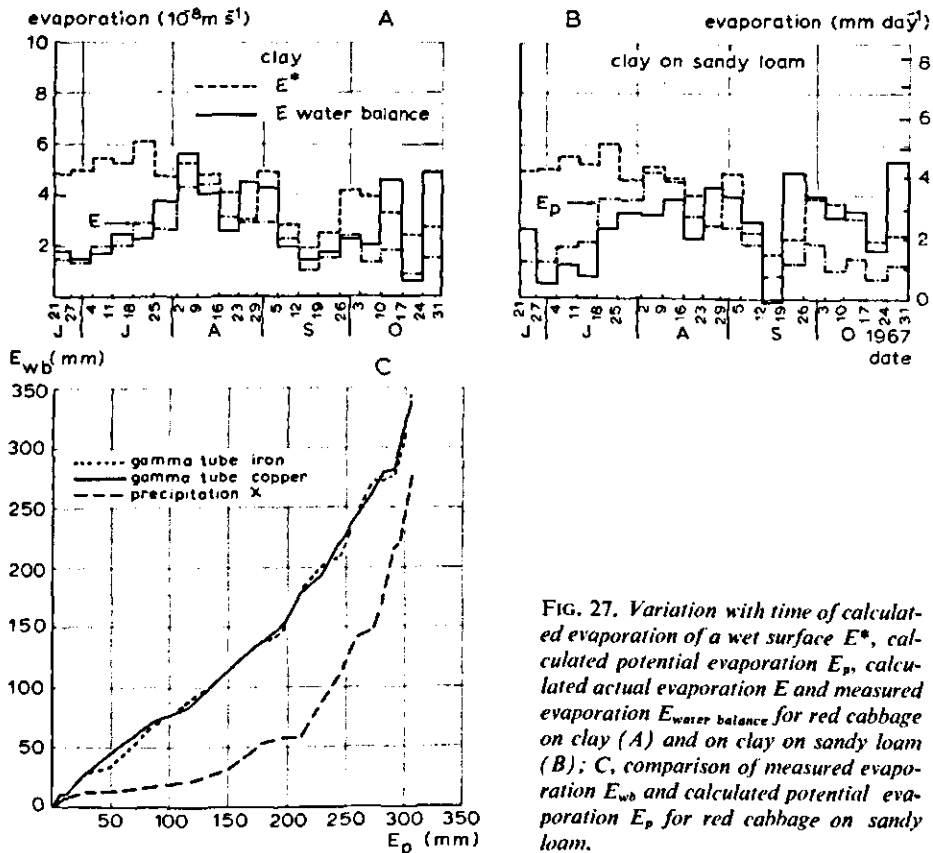 evaporation (10⁻⁸m s⁻¹) A
10
8
6
4
2
clay
E*
E water balance
E
21 27 4 11 18 25 2 9 16 23 29 5 12 19 26 3 10 17 24 31
J J A S O
B evaporation (mm day⁻¹)
clay on sandy loam
8
6
4
2
0
Ep
21 27 4 11 18 25 2 9 16 23 29 5 12 19 26 3 10 17 24 31
J J A S O 1967
date
Ewb (mm) C
350
300
250
200
150
100
50
0
gamma tube iron
gamma tube copper
precipitation X
50 100 150 200 250 300 350
Ep (mm)
FIG. 27. Variation with time of calculat-
ed evaporation of a wet surface E*, cal-
culated potential evaporation Ep, calcu-
lated actual evaporation E and measured
evaporation Ewater balance for red cabbage
on clay (A) and on clay on sandy loam
(B); C, comparison of measured evapo-
ration Ewb and calculated potential eva-
poration Ep for red cabbage on sandy
loam.